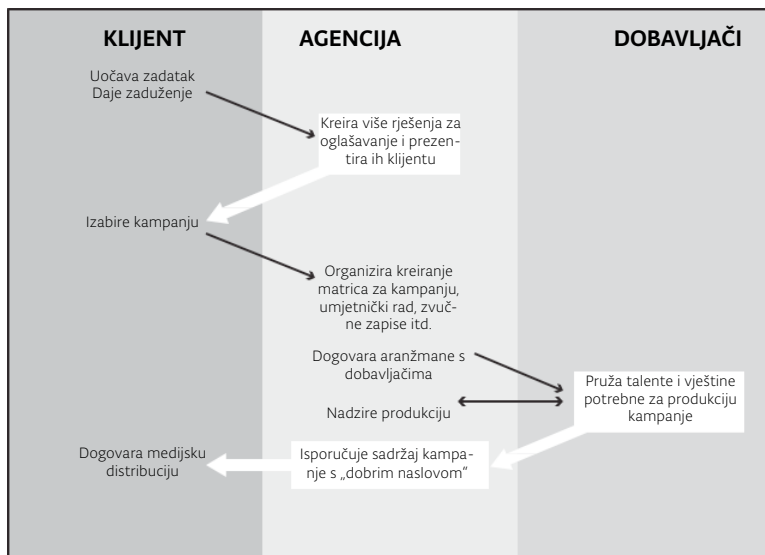 KLIJENT
AGENCIJA
DOBAVLJAČI
Uočava zadatak
Daje zaduženje
Kreira više rješenja za
oglašavanje i prezen-
tira ih klijentu
Izabire kampanju
Organizira kreiranje
matrica za kampanju,
umjetnički rad, zvuč-
ne zapise itd.
Dogovara aranžmane s
dobavljačima
Pruža talente i vještine
potrebne za produkciju
kampanje
Nadzire produkciju
Isporučuje sadržaj kampa-
nje s „dobrim naslovom“
Dogovara medijsku
distribuciju